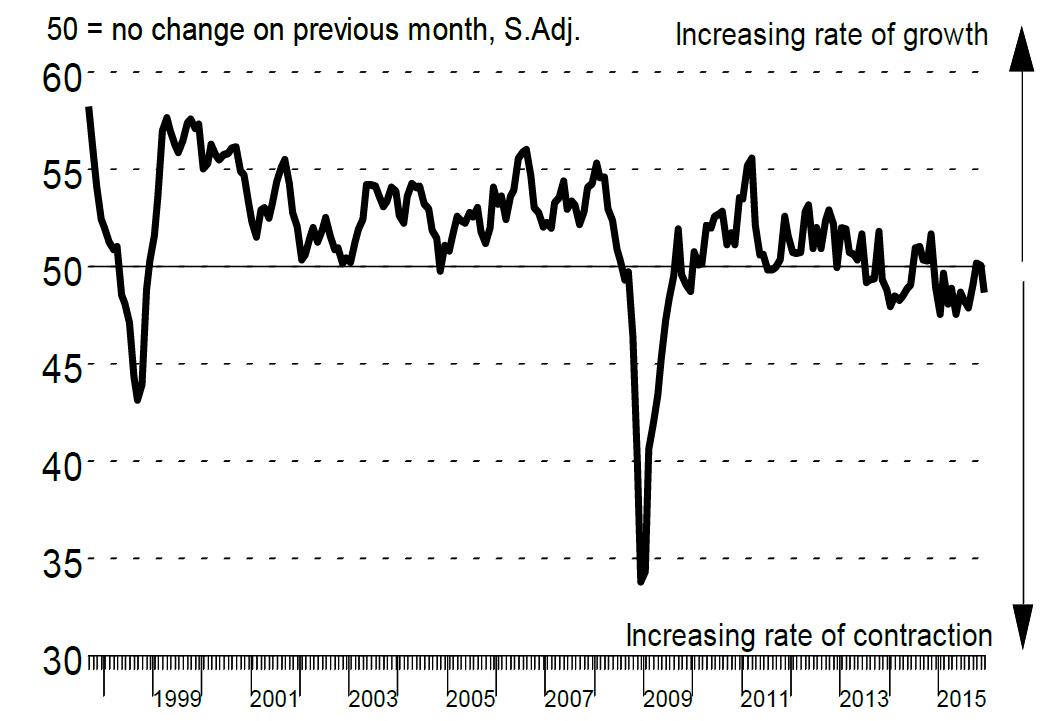 50 = no change on previous month, S.Adj.
Increasing rate of growth
60
55
50
45
40
35
Increasing rate of contraction
30
1999 2001 2003 2005 2007 2009 2011 2013 2015